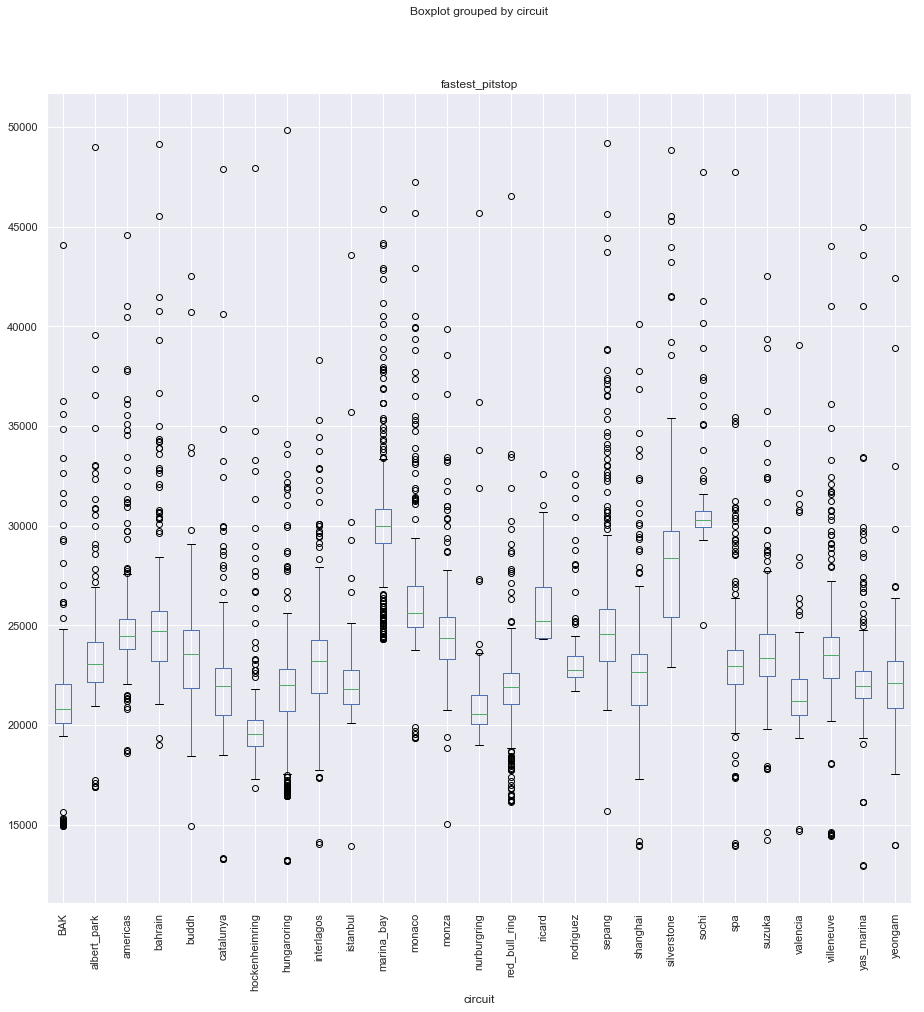 Boxplot grouped by circuit
fastest_pitstop
50000
45000
40000
35000
30000
25000
20000
15000
BAK
albert_park
americas
bahrain
buddh
catalunya
hockenheimring
hungaroring
interlagos
istanbul
marina_bay
monaco
monza
nurburgring
red_bull_ring
ricard
rodriguez
sepang
shanghai
silverstone
sochi
spa
suzuka
valencia
villeneuve
yas_marina
yeongam
circuit